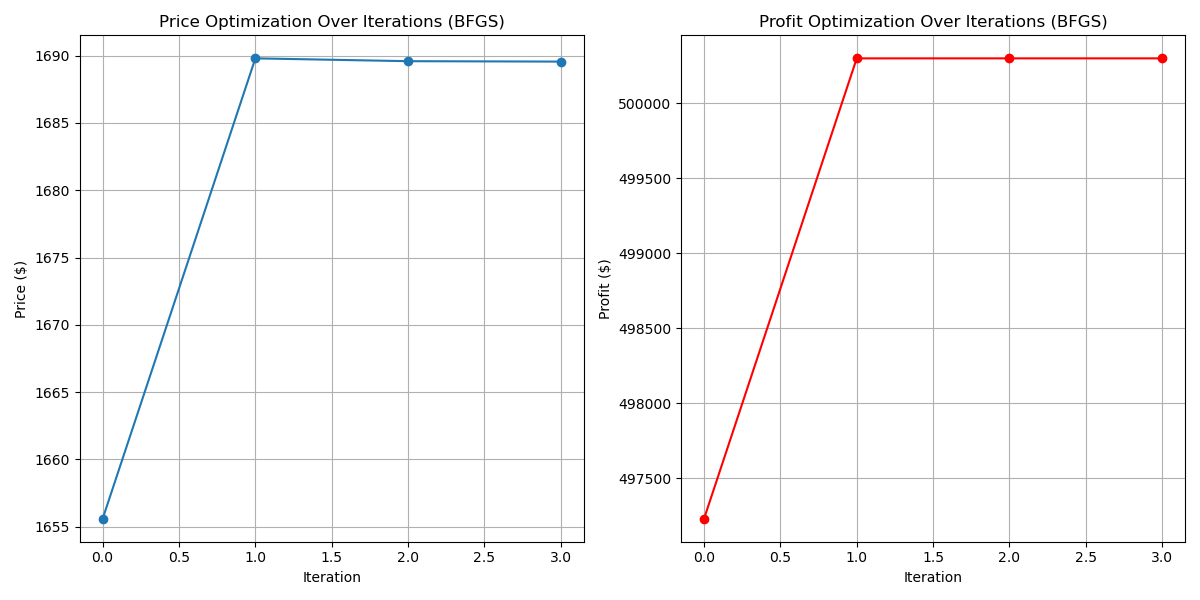 Price Optimization Over Iterations (BFGS)
Price ($)
1690
1685
1680
1675
1670
1665
1660
1655
0.0 0.5 1.0 1.5 2.0 2.5 3.0
Iteration
Profit Optimization Over Iterations (BFGS)
Profit ($)
500000
499500
499000
498500
498000
497500
0.0 0.5 1.0 1.5 2.0 2.5 3.0
Iteration